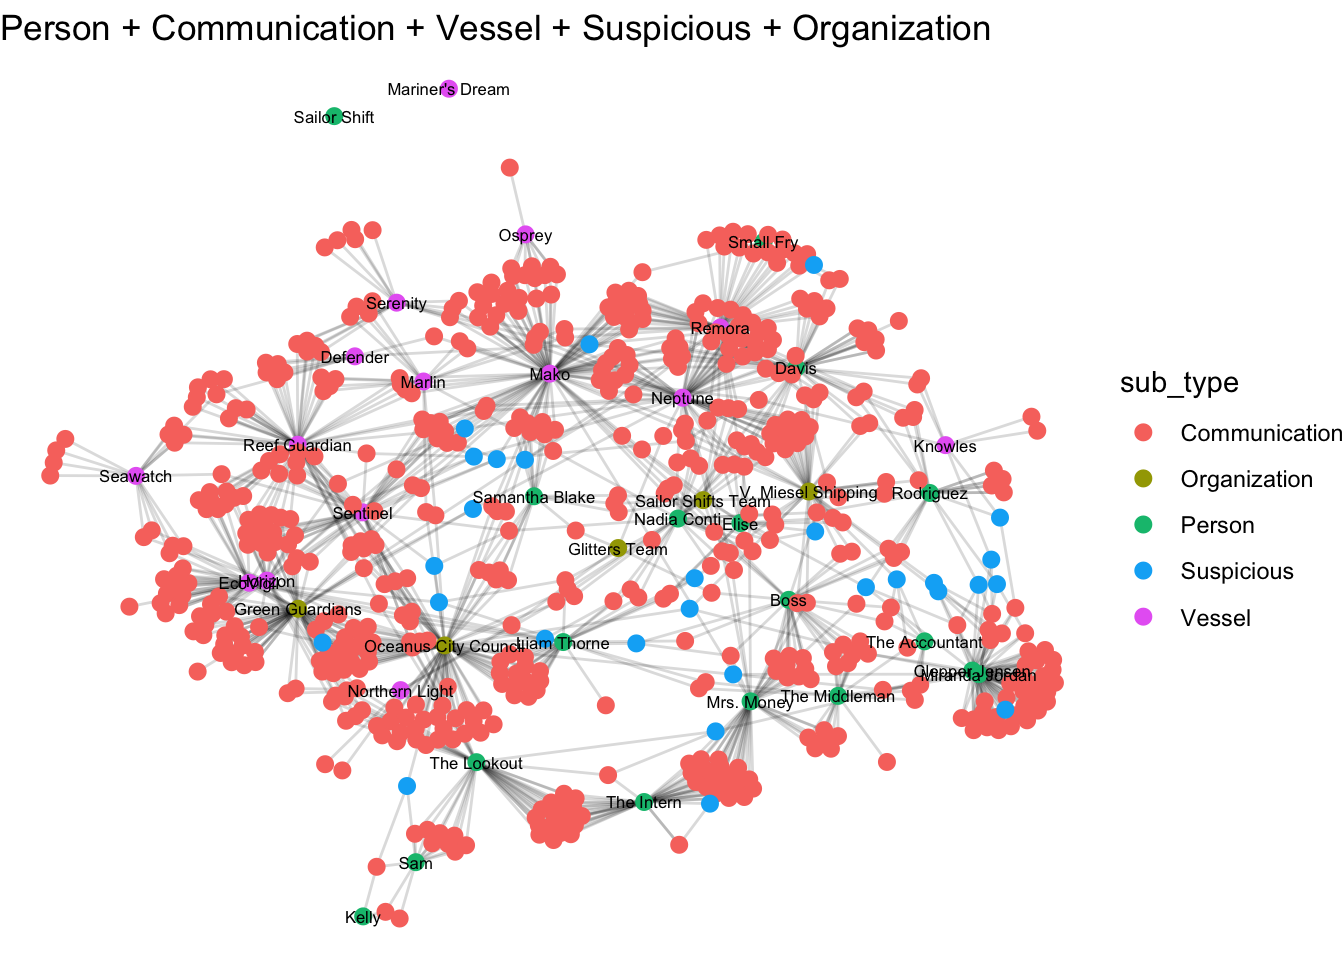 Person + Communication + Vessel + Suspicious + Organization
Mariner's Dream
Sailor Shift
Osprey
Small Fry
Serenity
Remora
Defender
Davis
Mako
Marlin
Neptune
Reef Guardian
Knowles
Seawatch
V. Miesel Shipping
Rodriguez
Samantha Blake
Sailor Shifts Team
Sentinel
Nadia Conti
Elise
Glitters Team
Horizon
EcoVigil
Boss
Green Guardians
The Accountant
Liam Thorne
Oceanus City Council
Clepper Jensen
Miranda Jordan
Northern Light
The Middleman
Mrs. Money
The Lookout
The Intern
Sam
Kelly
sub_type
Communication
Organization
Person
Suspicious
Vessel